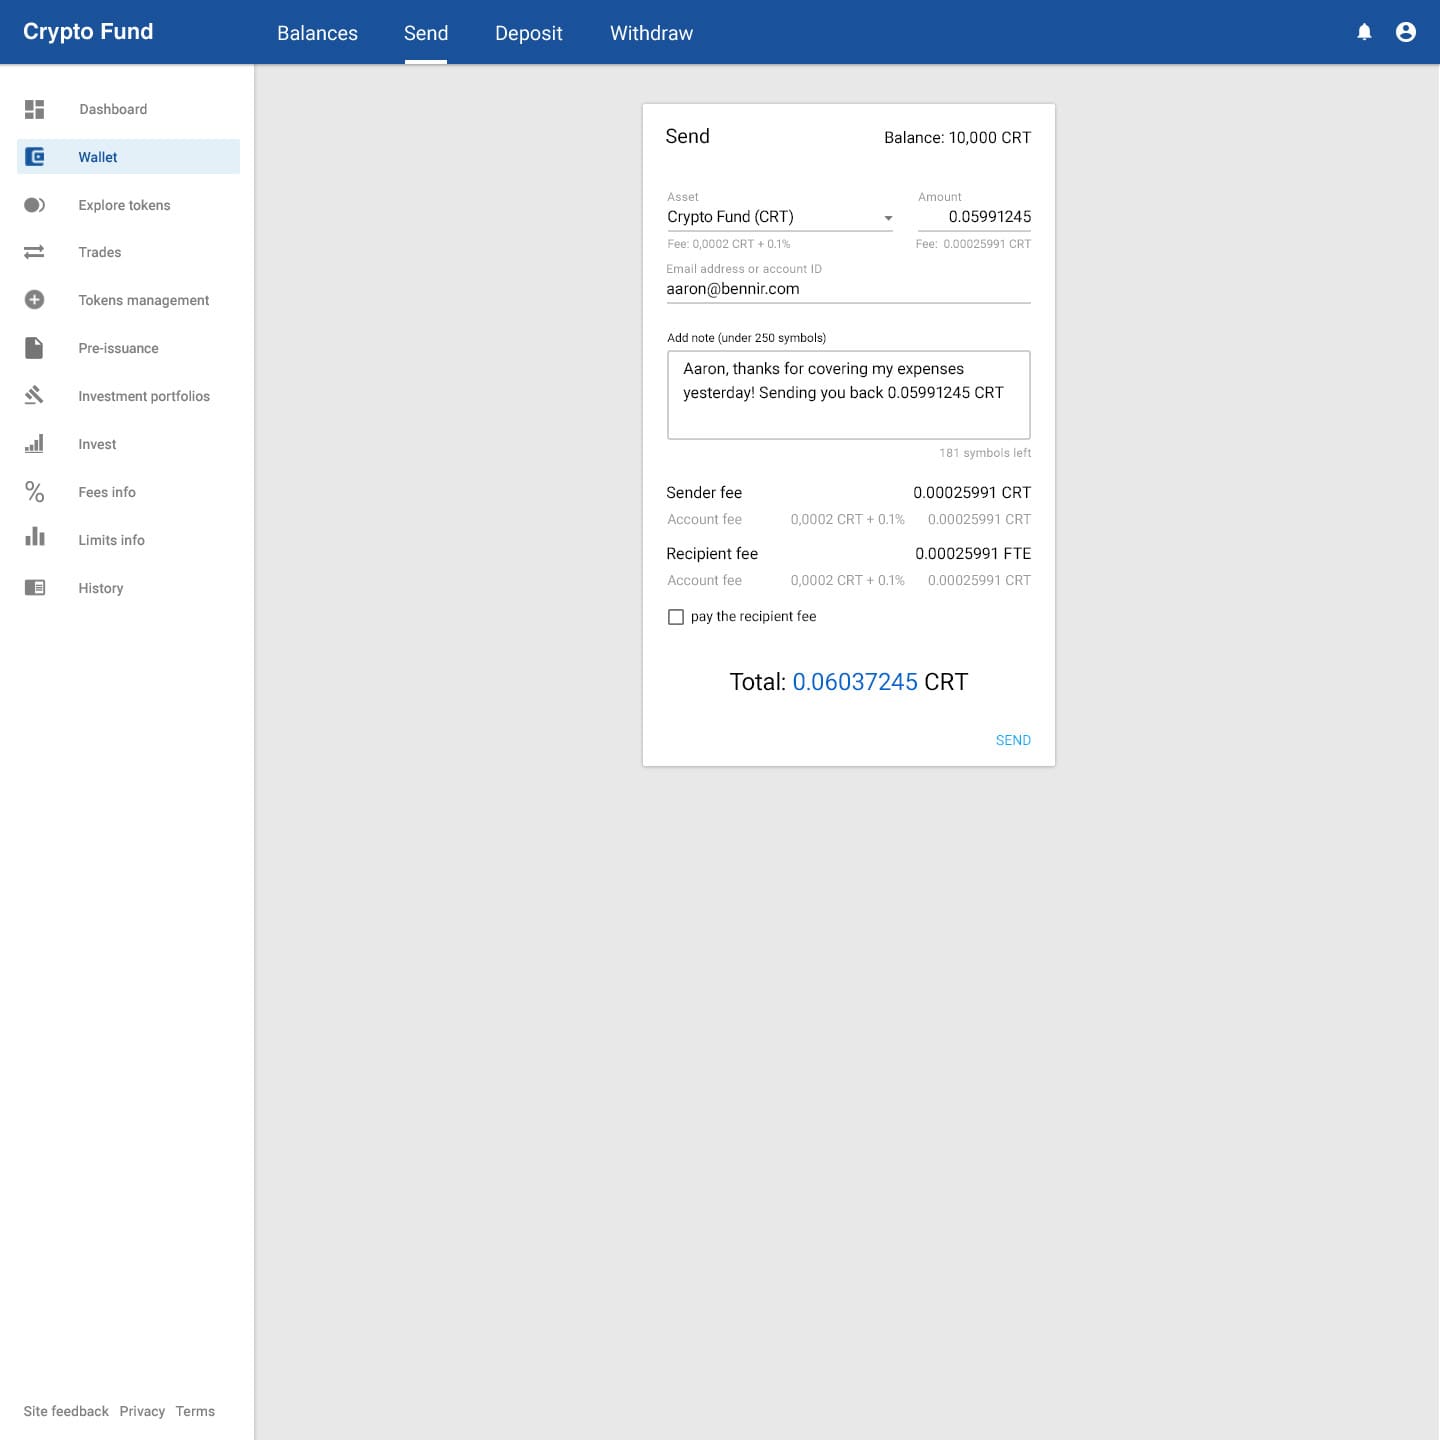 Crypto Fund
Balances
Send
Deposit
Withdraw
Dashboard
Wallet
Explore tokens
Trades
Tokens management
Pre-issuance
Investment portfolios
Invest
Fees info
Limits info
History
Site feedback Privacy Terms
Send
Balance: 10,000 CRT
Asset
Crypto Fund (CRT)
Fee: 0,0002 CRT + 0.1%
Amount
0.05991245
Fee: 0.00025991 CRT
Email address or account ID
aaron@bennir.com
Add note (under 250 symbols)
Aaron, thanks for covering my expenses
yesterday! Sending you back 0.05991245 CRT
181 symbols left
Sender fee 0.00025991 CRT
Account fee 0,0002 CRT + 0.1% 0.00025991 CRT
Recipient fee 0.00025991 FTE
Account fee 0,0002 CRT + 0.1% 0.00025991 CRT
pay the recipient fee
Total: 0.06037245 CRT
SEND